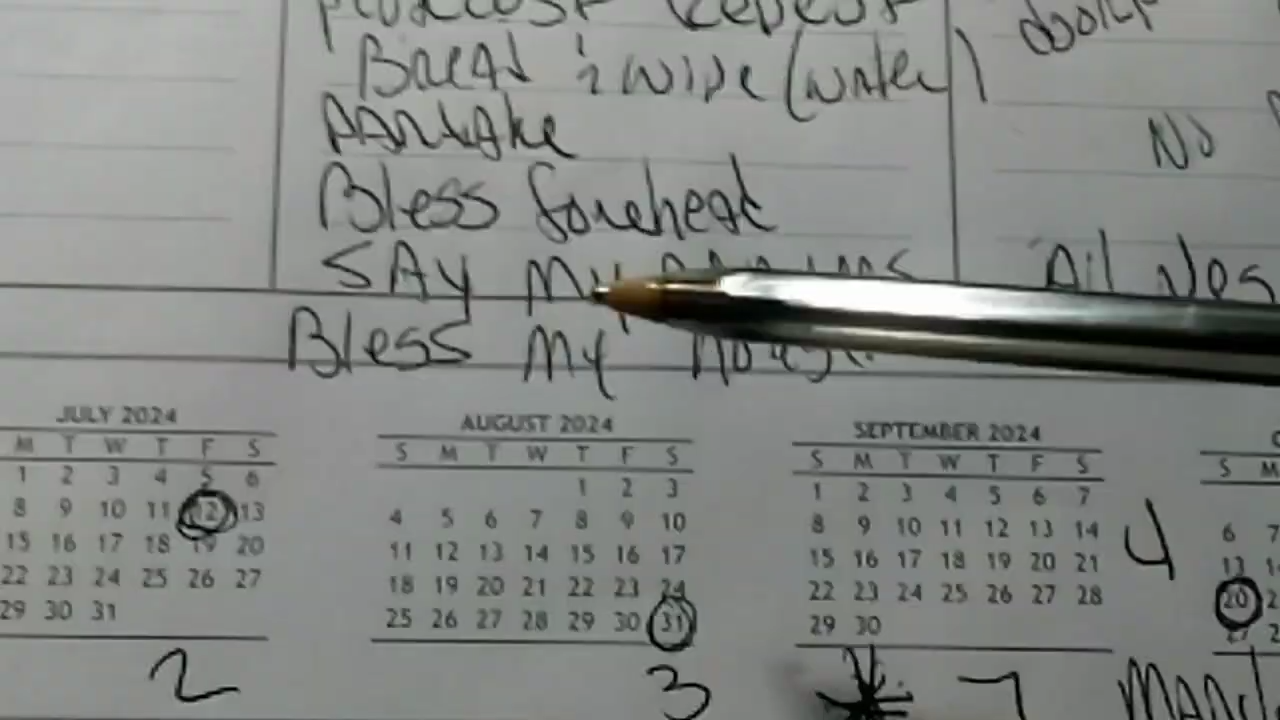 Bread & wine (water)
Partake
No
Bless forehead
Say My
All
Bless My
JULY 2024
M T W T F S
1 2 3 4 5 6
8 9 10 11 12 13
15 16 17 18 19 20
22 23 24 25 26 27
29 30 31
2
AUGUST 2024
S M T W T F S
1 2 3
4 5 6 7 8 9 10
11 12 13 14 15 16 17
18 19 20 21 22 23 24
25 26 27 28 29 30 31
3
SEPTEMBER 2024
S M T W T F S
1 2 3 4 5 6 7
8 9 10 11 12 13 14
15 16 17 18 19 20 21
22 23 24 25 26 27 28
29 30
4
S M
6 7
13
20
27